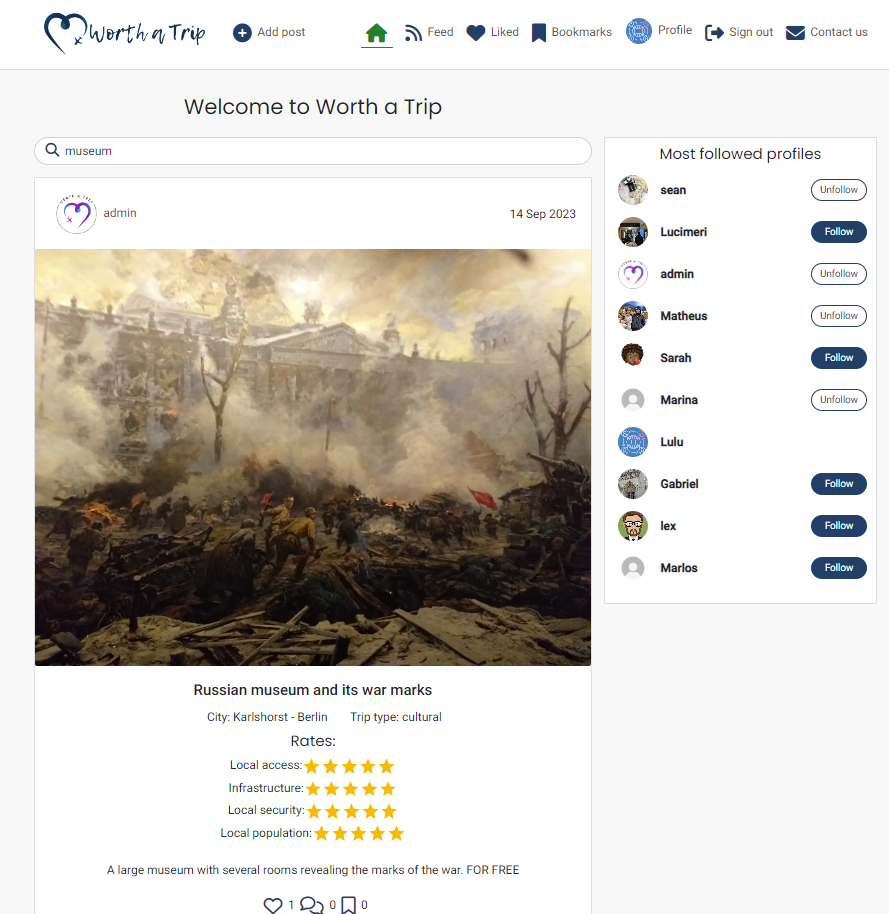 Worth a Trip
Add post
Feed
Liked
Bookmarks
Profile
Sign out
Contact us
Welcome to Worth a Trip
museum
admin
14 Sep 2023
Russian museum and its war marks
City: Karlshorst - Berlin
Trip type: cultural
Rates:
Local access:
Infrastructure:
Local security:
Local population:
A large museum with several rooms revealing the marks of the war. FOR FREE
1 0 0
Most followed profiles
sean Unfollow
Lucimeri Follow
admin Unfollow
Matheus Unfollow
Sarah Follow
Marina Unfollow
Lulu
Gabriel Follow
lex Follow
Marlos Follow